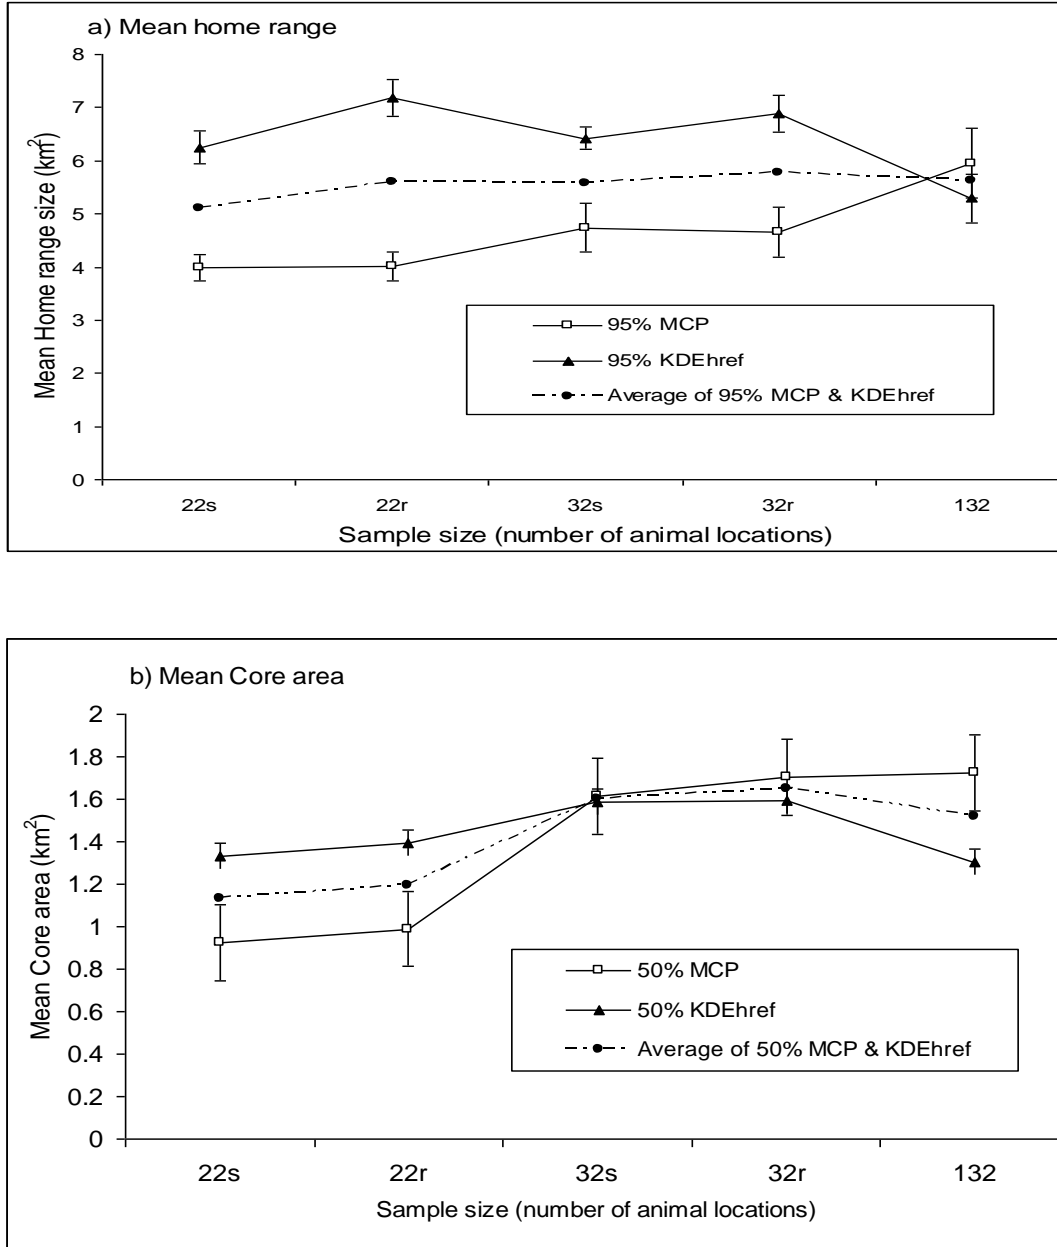 a) Mean home range
8
7
6
5
4
3
2
1
0
Mean Home range size (km²)
95% MCP
95% KDEhref
Average of 95% MCP & KDEhref
22s 22r 32s 32r 132
Sample size (number of animal locations)
b) Mean Core area
2
1.8
1.6
1.4
1.2
1
0.8
0.6
0.4
0.2
0
Mean Core area (km²)
50% MCP
50% KDEhref
Average of 50% MCP & KDEhref
22s 22r 32s 32r 132
Sample size (number of animal locations)